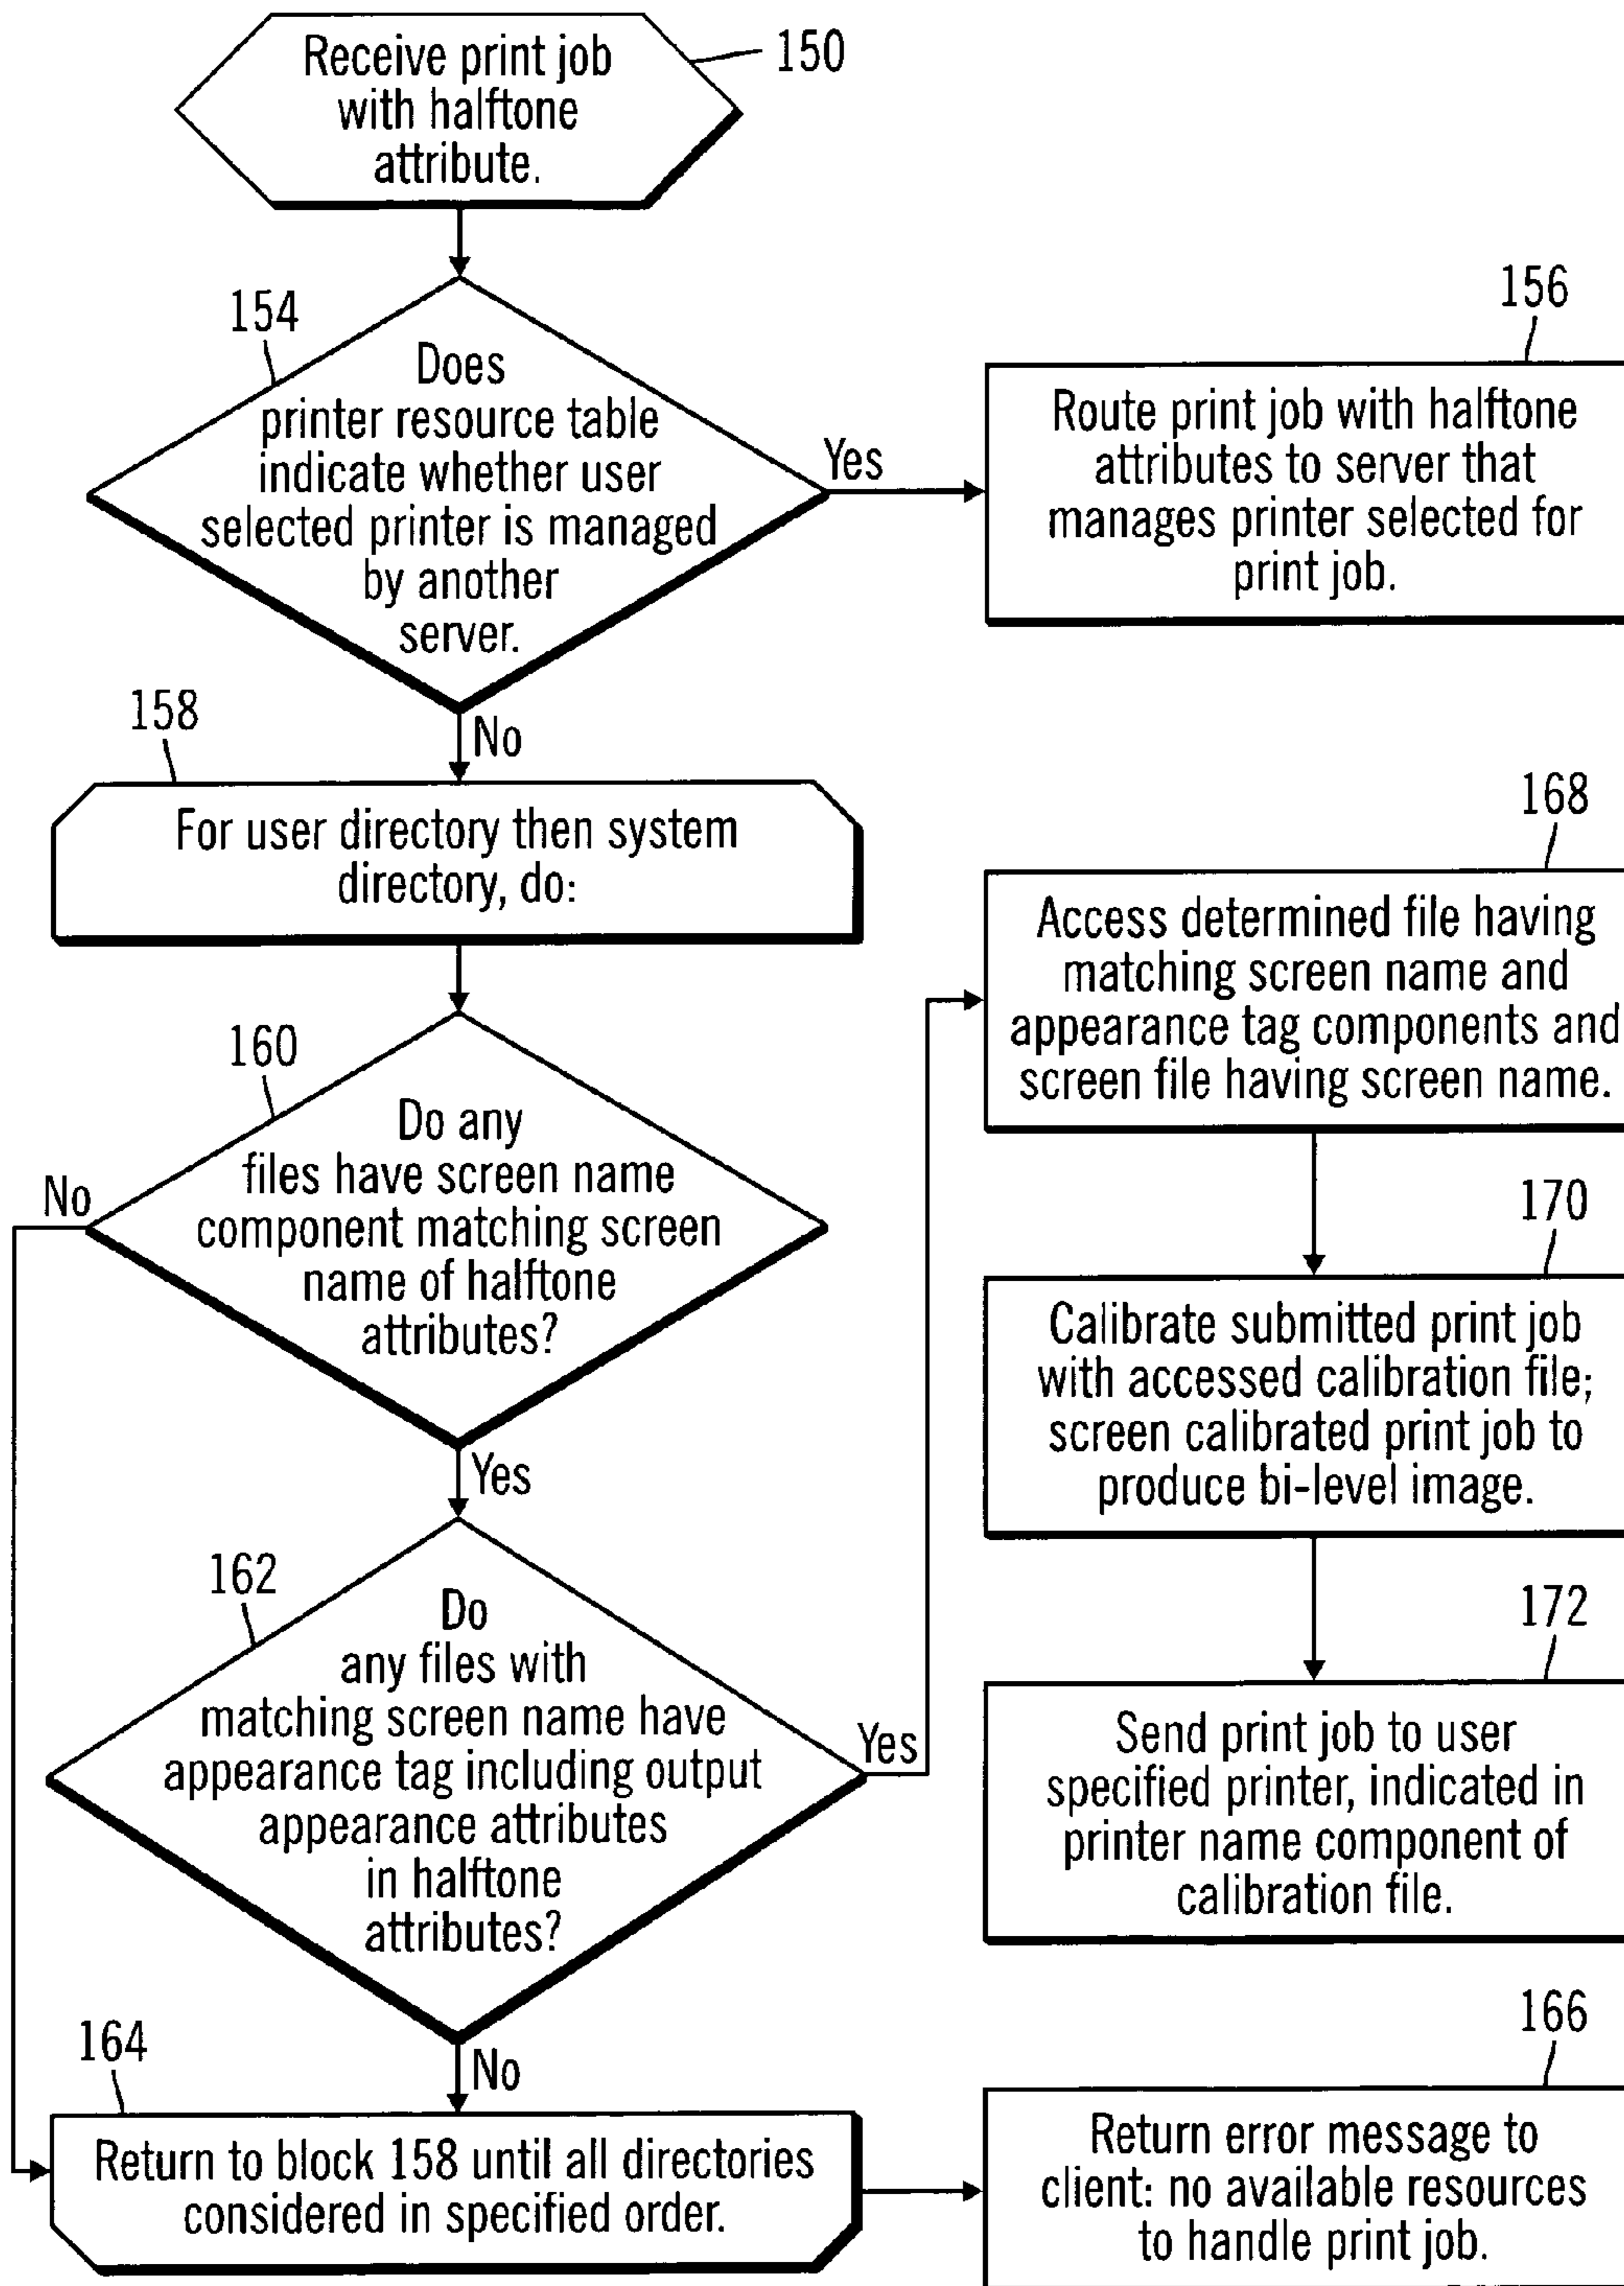 Receive print job
with halftone
attribute.
150
154
Does
printer resource table
indicate whether user
selected printer is managed
by another
server.
Yes
156
Route print job with halftone
attributes to server that
manages printer selected for
print job.
No
158
For user directory then system
directory, do:
160
Do any
files have screen name
component matching screen
name of halftone
attributes?
No
Yes
162
Do
any files with
matching screen name have
appearance tag including output
appearance attributes
in halftone
attributes?
Yes
No
164
Return to block 158 until all directories
considered in specified order.
168
Access determined file having
matching screen name and
appearance tag components and
screen file having screen name.
170
Calibrate submitted print job
with accessed calibration file;
screen calibrated print job to
produce bi-level image.
172
Send print job to user
specified printer, indicated in
printer name component of
calibration file.
166
Return error message to
client: no available resources
to handle print job.